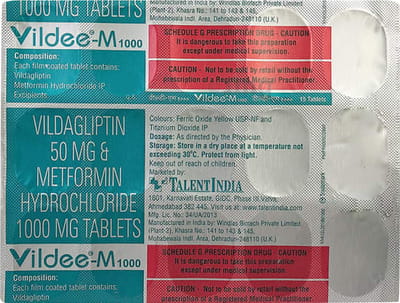 1000 MG TABLETS
Vildee-M 1000
Composition:
Each film coated tablet contains:
Vildagliptin
Metformin Hydrochloride IP
Excipients
Made in India by: Windlas Biotech Private Limited
(Plant-2), Khasra No.: 141 to 143 & 145,
Mohabewala Indl. Area, Dehradun-248110 (U.K.)
SCHEDULE G PRESCRIPTION DRUG - CAUTION
It is dangerous to take this preparation
except under medical supervision.
CAUTION - Not to be sold by retail without the
prescription of a Registered Medical Practitioner.
Vildee-M 1000 15 Tablets
VILDAGLIPTIN
50 MG &
METFORMIN
HYDROCHLORIDE
1000 MG TABLETS
Vildee-M 1000
Composition:
Each film coated tablet contains:
Vildagliptin
Colours: Ferric Oxide Yellow USP-NF and
Titanium Dioxide IP
Dosage: As directed by the Physician.
Storage: Store in a dry place at a temperature not
exceeding 30°C. Protect from light.
Keep out of reach of children.
Marketed by:
TALENTINDIA
1601, Karnavati Estate, GIDC, Phase III, Vatva,
Ahmedabad 382 445. Visit us at: www.talentindia.com
Mfg. Lic. No.: 34/UA/2013
Made in India by: Windlas Biotech Private Limited
(Plant-2), Khasra No.: 141 to 143 & 145,
Mohabewala Indl. Area, Dehradun-248110 (U.K.)
SCHEDULE G PRESCRIPTION DRUG - CAUTION
It is dangerous to take this preparation
except under medical supervision.
CAUTION - Not to be sold by retail without the
prescription of a Registered Medical Practitioner.